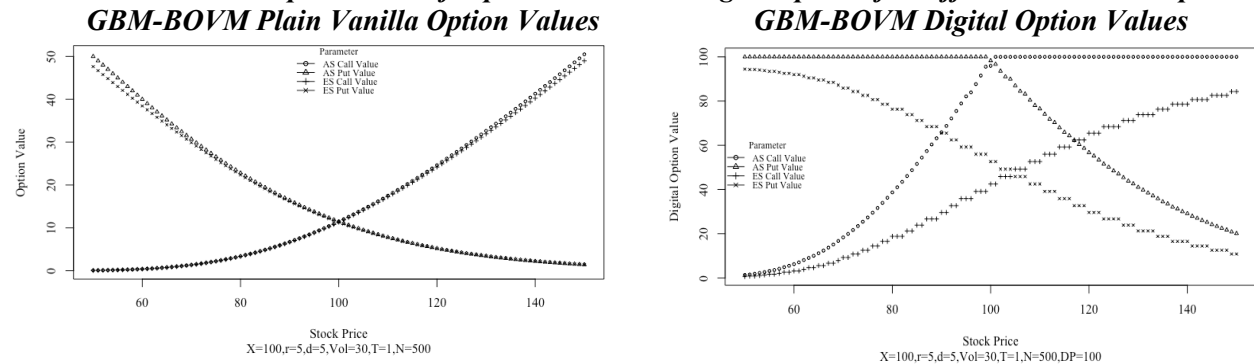 GBM-BOVM Plain Vanilla Option Values
Parameter
AS Call Value
AS Put Value
ES Call Value
ES Put Value
Option Value
50
40
30
20
10
0
60
80
100
120
140
Stock Price
X=100,r=5,d=5,Vol=30,T=1,N=500
GBM-BOVM Digital Option Values
Parameter
AS Call Value
AS Put Value
ES Call Value
ES Put Value
Digital Option Value
100
80
60
40
20
0
60
80
100
120
140
Stock Price
X=100,r=5,d=5,Vol=30,T=1,N=500,DP=100